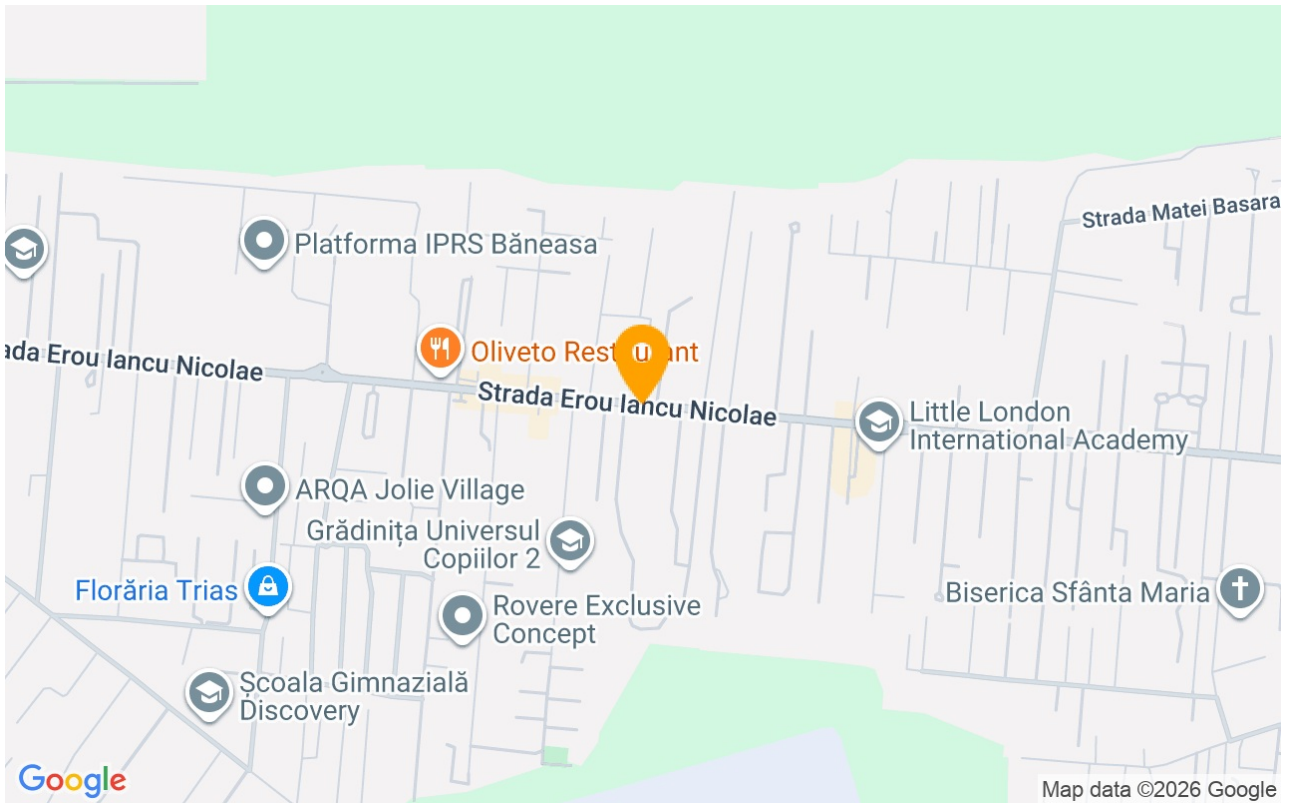 Strada Matei Basara
Platforma IPRS Băneasa
Oliveto Restaurant
ada Erou Iancu Nicolae
Strada Erou Iancu Nicolae
Little London
International Academy
ARQA Jolie Village
Grădinița Universul
Copiilor 2
Florăria Trias
Biserica Sfânta Maria
Rovere Exclusive
Concept
Școala Gimnazială
Discovery
Google
Map data ©2026 Google